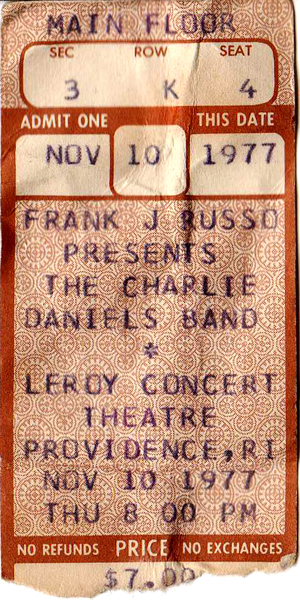 MAIN FLOOR
SEC ROW SEAT
3 K 4
ADMIT ONE THIS DATE
NOV 10 1977
FRANK J RUSSO
PRESENTS
THE CHARLIE
DANIELS BAND
*
LEROY CONCERT
THEATRE
PROVIDENCE,RI
NOV 10 1977
THU 8 00 PM
NO REFUNDS PRICE NO EXCHANGES
$7.00